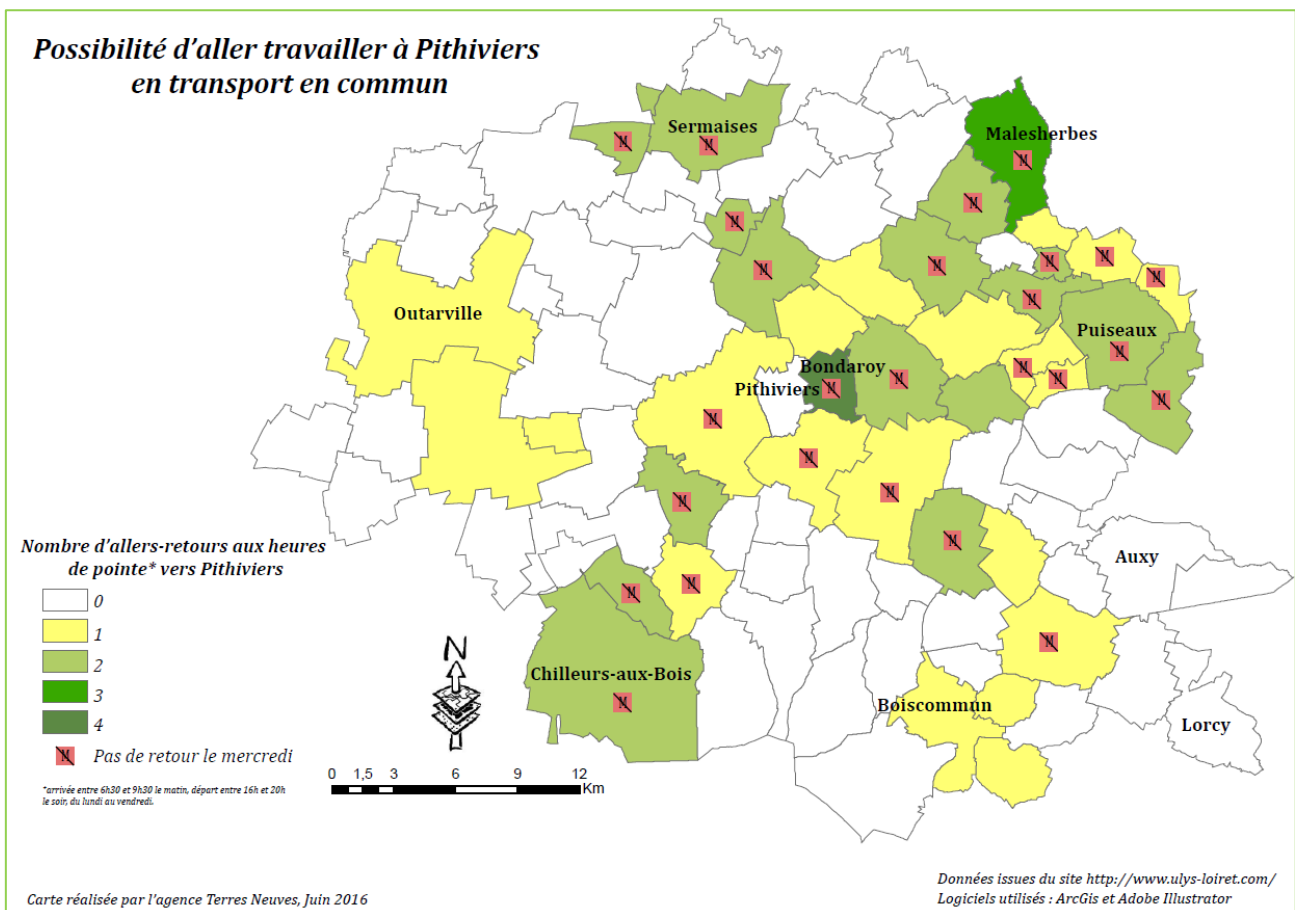 Possibilité d'aller travailler à Pithiviers
en transport en commun
Sermaises
M
M
Malesherbes
M
M
M
M
M
M
M
M
M
Outarville
Puiseaux
M
M
Bondaroy
Pithiviers
M
M
M
M
M
M
M
M
M
M
Auxy
M
M
M
Chilleurs-aux-Bois
M
Boiscommun
Lorcy
Nombre d'allers-retours aux heures
de pointe* vers Pithiviers
0
1
2
3
4
M Pas de retour le mercredi
*arrivée entre 6h30 et 9h30 le matin, départ entre 16h et 20h
le soir, du lundi au vendredi.
N
0 1,5 3 6 9 12
Km
Carte réalisée par l'agence Terres Neuves, Juin 2016
Données issues du site http://www.ulys-loiret.com/
Logiciels utilisés : ArcGis et Adobe Illustrator